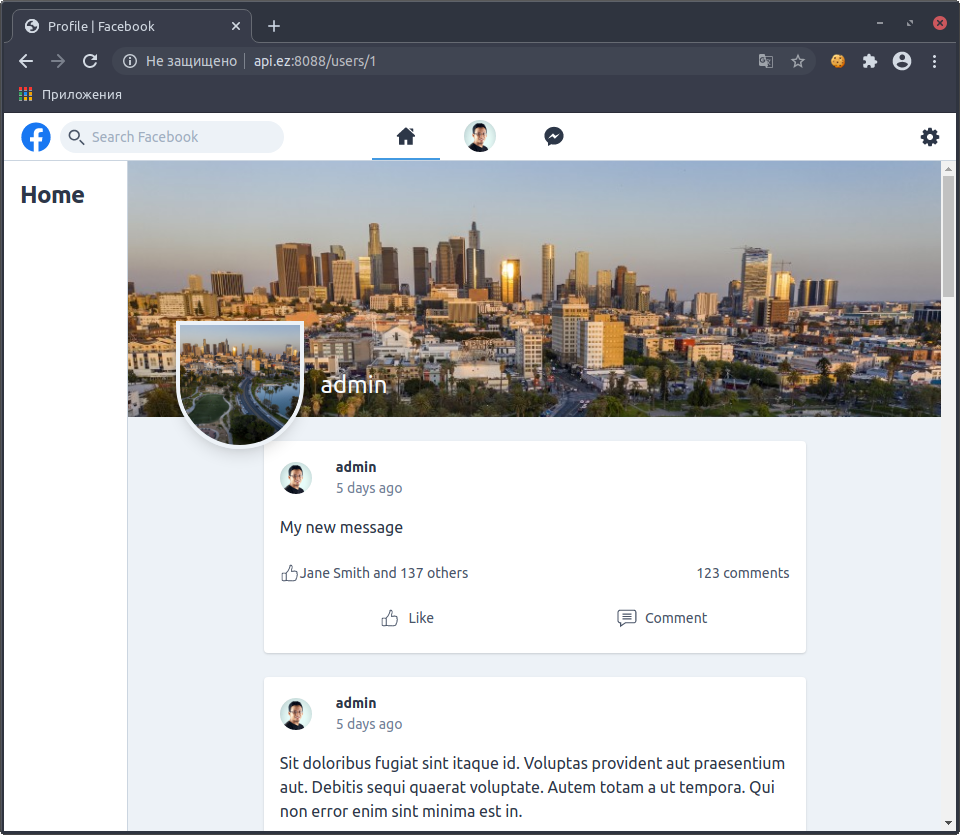 Profile | Facebook
Не защищено
api.ez:8088/users/1
Приложения
Search Facebook
Home
admin
admin
5 days ago
My new message
Jane Smith and 137 others
123 comments
Like
Comment
admin
5 days ago
Sit doloribus fugiat sint itaque id. Voluptas provident aut praesentium
aut. Debitis sequi quaerat voluptate. Autem totam a ut tempora. Qui
non error enim sint minima est in.